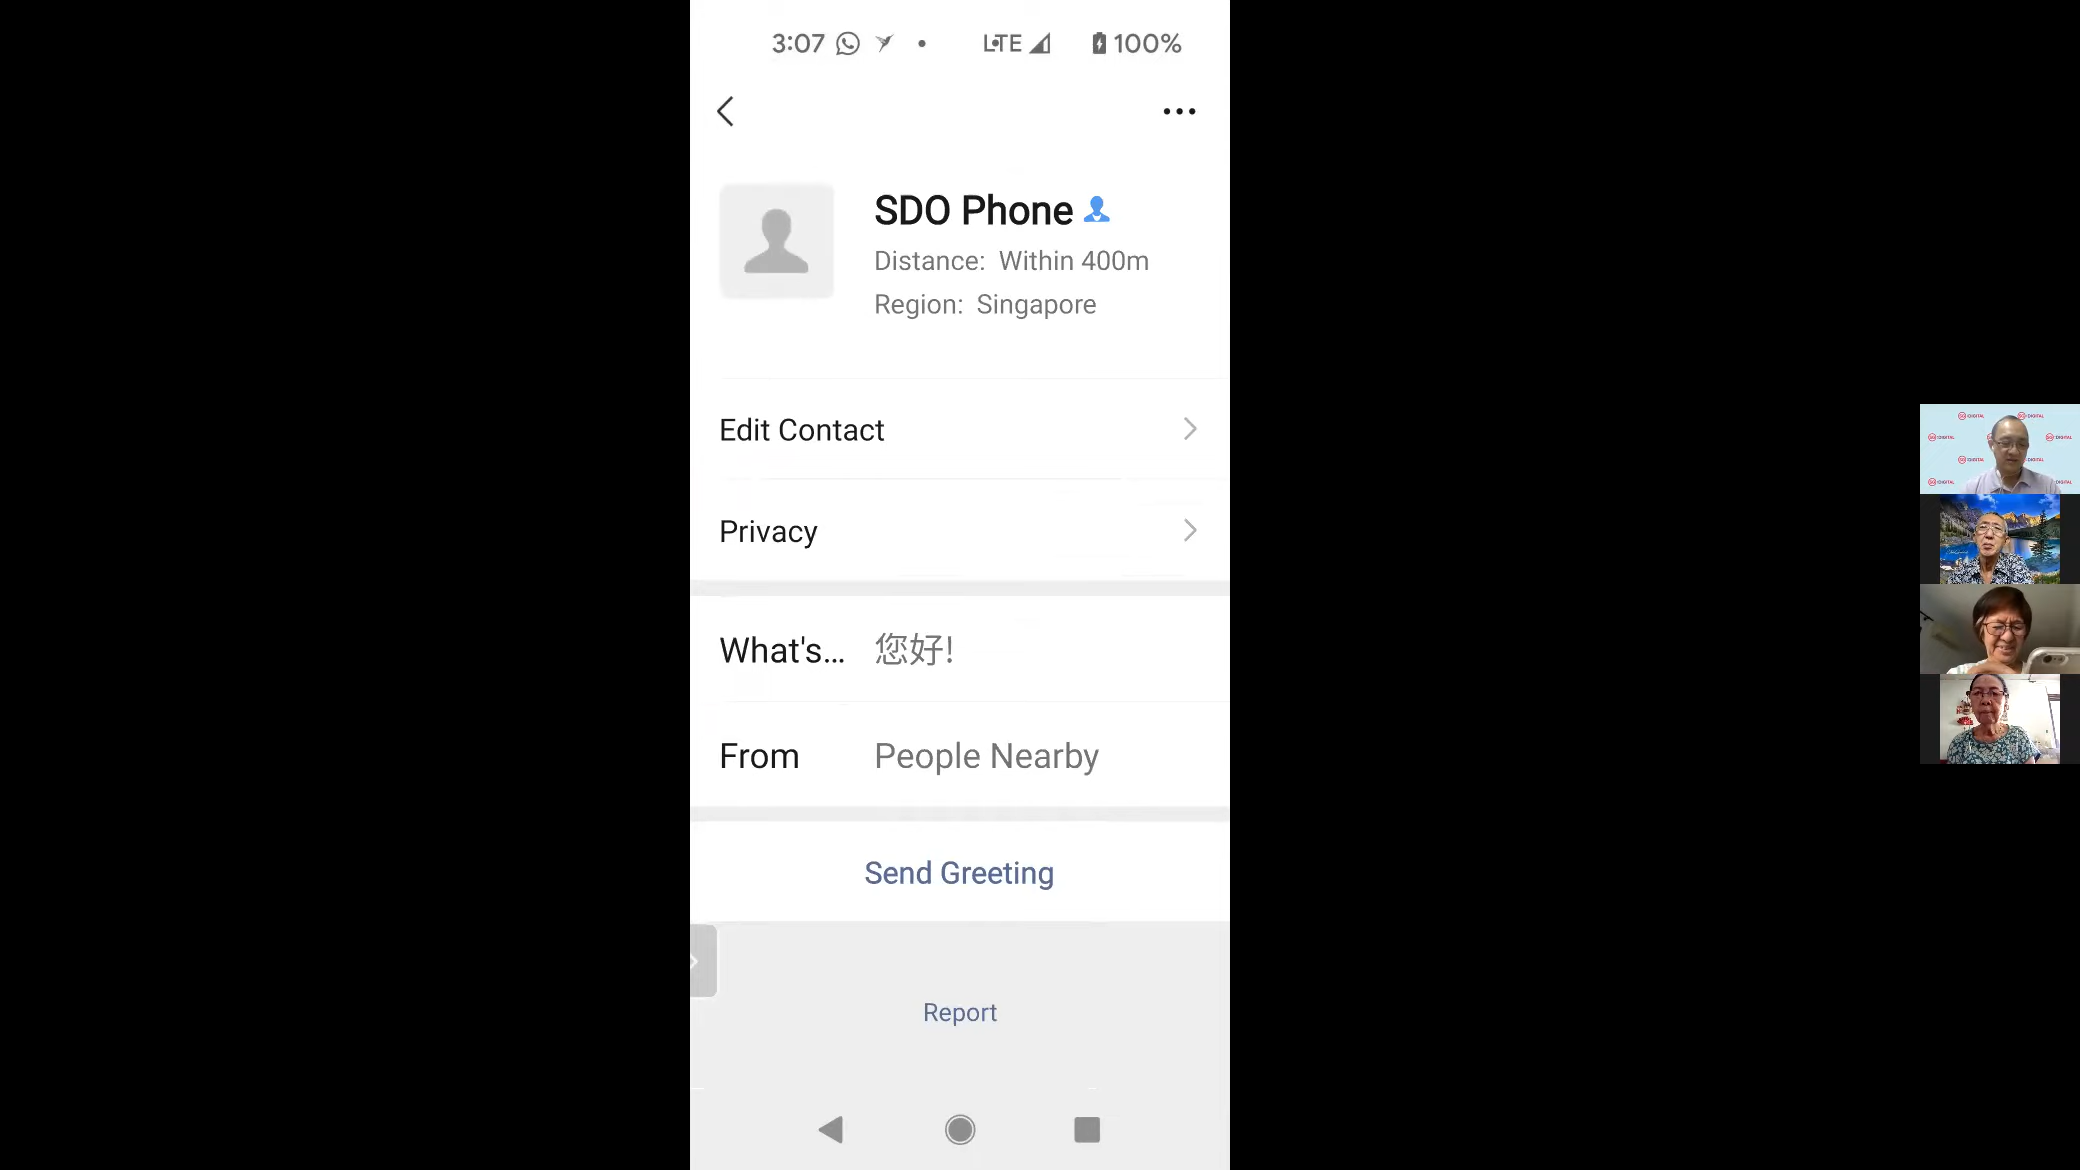 3:07
LTE
100%
SDO Phone
Distance: Within 400m
Region: Singapore
Edit Contact
Privacy
What's... 您好!
From People Nearby
Send Greeting
Report